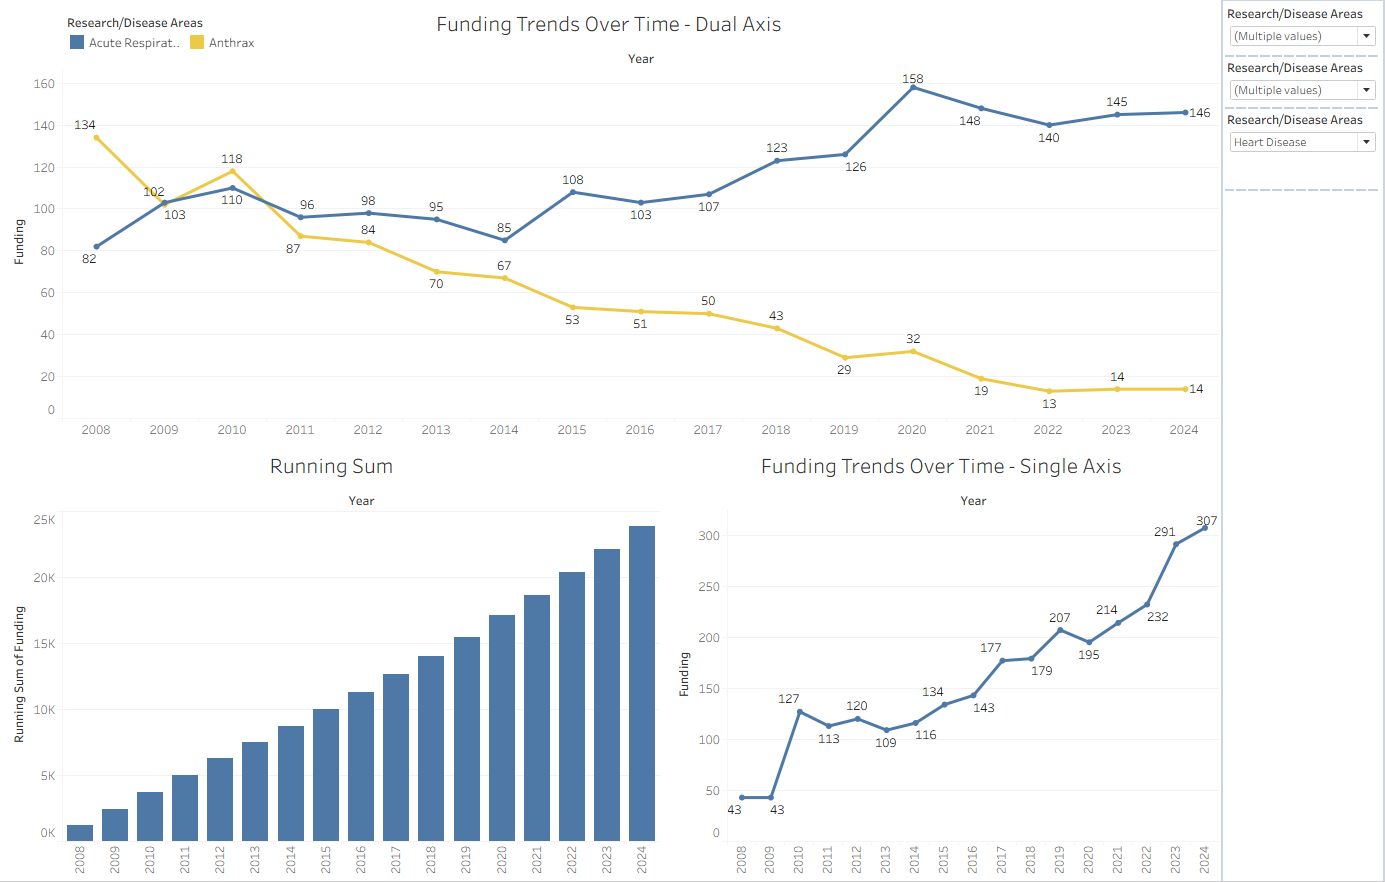 Research/Disease Areas
Acute Respirat.. Anthrax
Funding Trends Over Time - Dual Axis
Year
Funding
160
140
120
100
80
60
40
20
0
134 102 118 87 84 70 67 53 51 50 43 29 32 19 13 14 14
82 103 110 96 98 95 85 108 103 107 123 126 158 148 140 145 146
2008 2009 2010 2011 2012 2013 2014 2015 2016 2017 2018 2019 2020 2021 2022 2023 2024
Running Sum
Year
Running Sum of Funding
25K
20K
15K
10K
5K
0K
2008 2009 2010 2011 2012 2013 2014 2015 2016 2017 2018 2019 2020 2021 2022 2023 2024
Funding Trends Over Time - Single Axis
Year
Funding
300
250
200
150
100
50
0
43 43 127 113 120 109 116 134 143 177 179 207 195 214 232 291 307
2008 2009 2010 2011 2012 2013 2014 2015 2016 2017 2018 2019 2020 2021 2022 2023 2024
Research/Disease Areas
(Multiple values)
Research/Disease Areas
(Multiple values)
Research/Disease Areas
Heart Disease